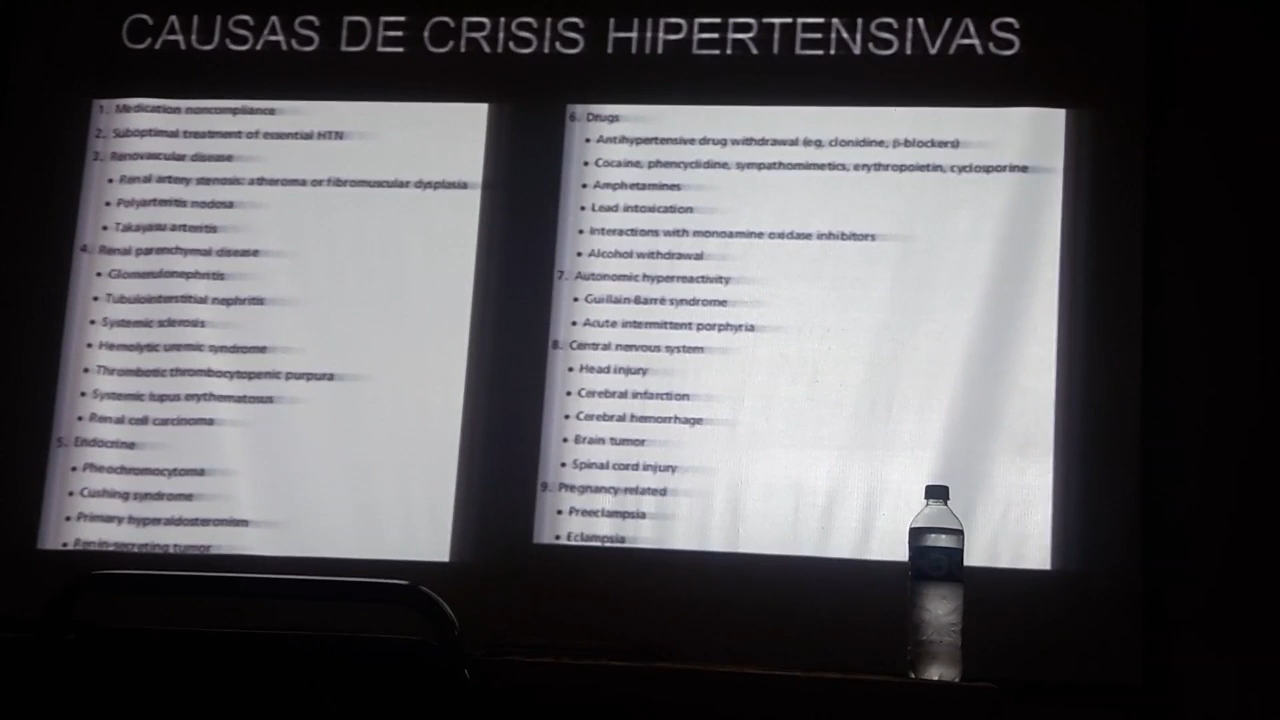 CAUSAS DE CRISIS HIPERTENSIVAS
1. Medication noncompliance
2. Suboptimal treatment of essential HTN
3. Renovascular disease
• Renal artery stenosis: atheroma or fibromuscular dysplasia
• Polyarteritis nodosa
• Takayasu arteritis
4. Renal parenchymal disease
• Glomerulonephritis
• Tubulointerstitial nephritis
• Systemic sclerosis
• Hemolytic uremic syndrome
• Thrombotic thrombocytopenic purpura
• Systemic lupus erythematosus
• Renal cell carcinoma
5. Endocrine
• Pheochromocytoma
• Cushing syndrome
• Primary hyperaldosteronism
• Renin-secreting tumor
6. Drugs
• Antihypertensive drug withdrawal (eg, clonidine, β-blockers)
• Cocaine, phencyclidine, sympathomimetics, erythropoietin, cyclosporine
• Amphetamines
• Lead intoxication
• Interactions with monoamine oxidase inhibitors
• Alcohol withdrawal
7. Autonomic hyperreactivity
• Guillain-Barré syndrome
• Acute intermittent porphyria
8. Central nervous system
• Head injury
• Cerebral infarction
• Cerebral hemorrhage
• Brain tumor
• Spinal cord injury
9. Pregnancy-related
• Preeclampsia
• Eclampsia